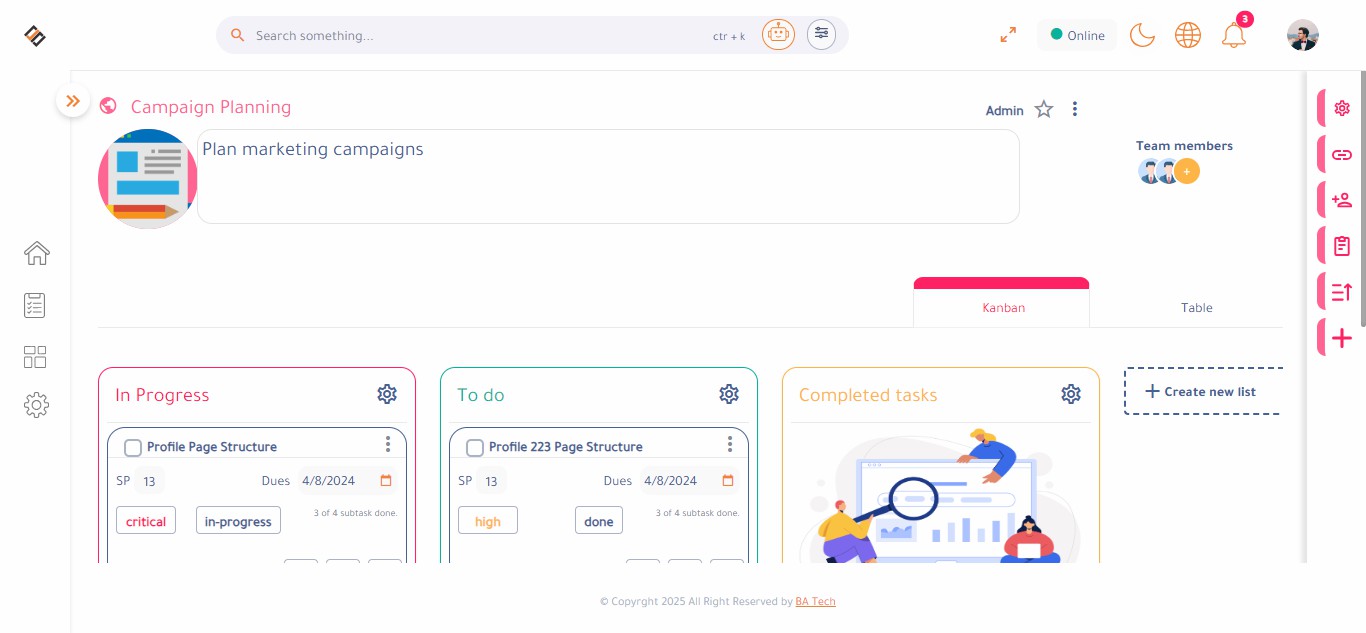 Search something...
ctr + k
Online
3
Campaign Planning
Admin
Plan marketing campaigns
Team members
+
Kanban
Table
In Progress
Profile Page Structure
SP 13 Dues 4/8/2024
critical in-progress 3 of 4 subtask done.
To do
Profile 223 Page Structure
SP 13 Dues 4/8/2024
high done 3 of 4 subtask done.
Completed tasks
+ Create new list
© Copyrght 2025 All Right Reserved by BA Tech